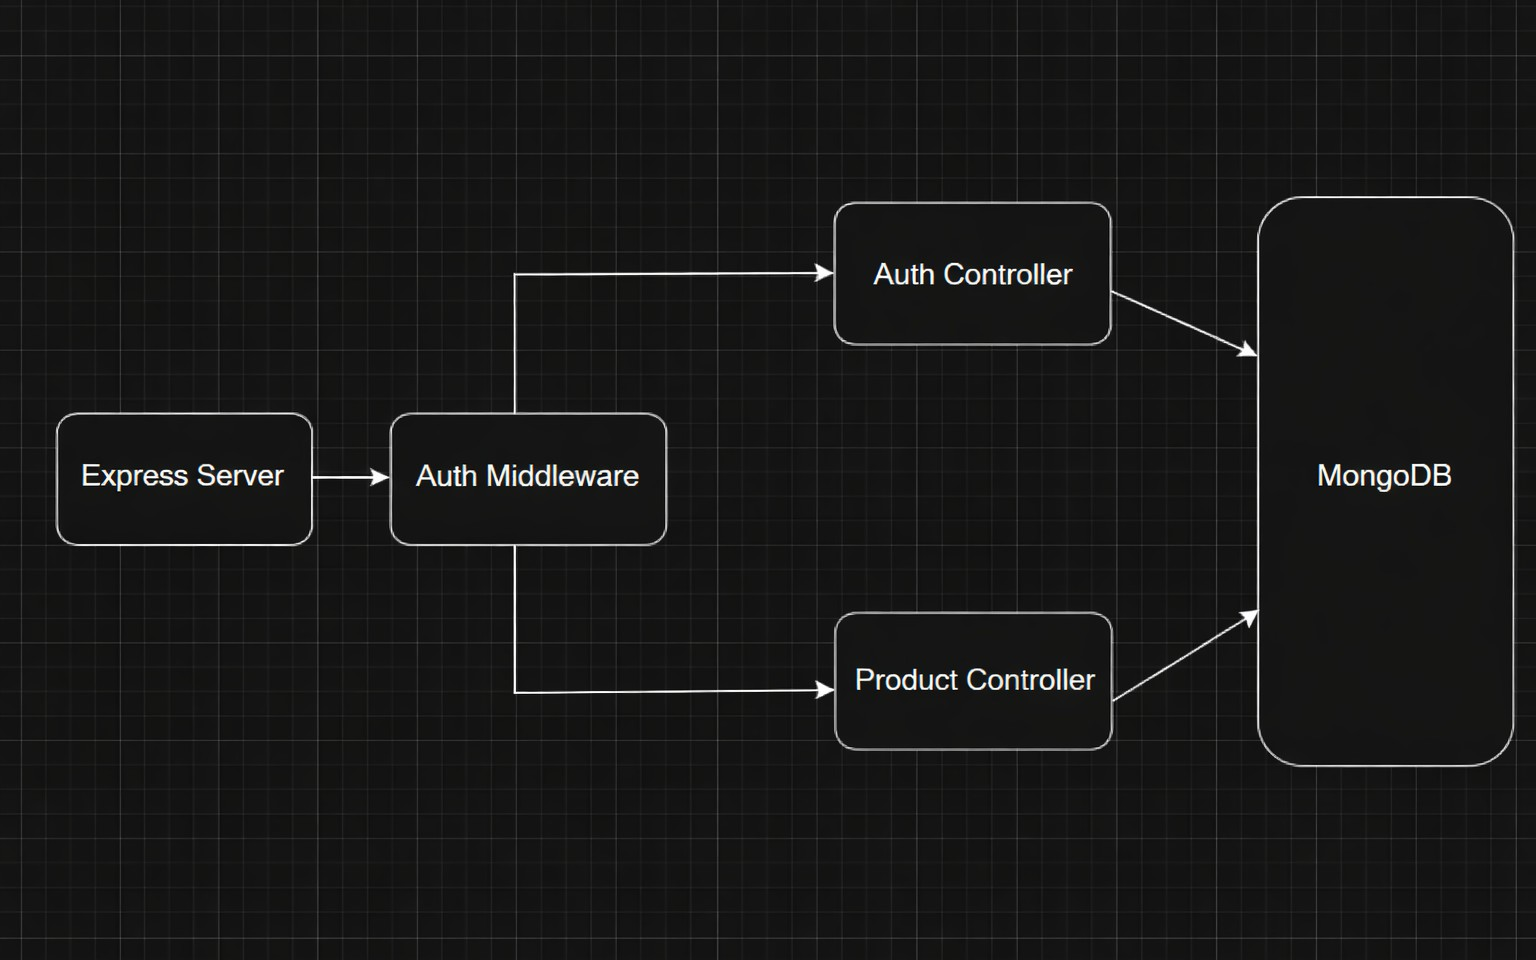 Express Server
Auth Middleware
Auth Controller
Product Controller
MongoDB